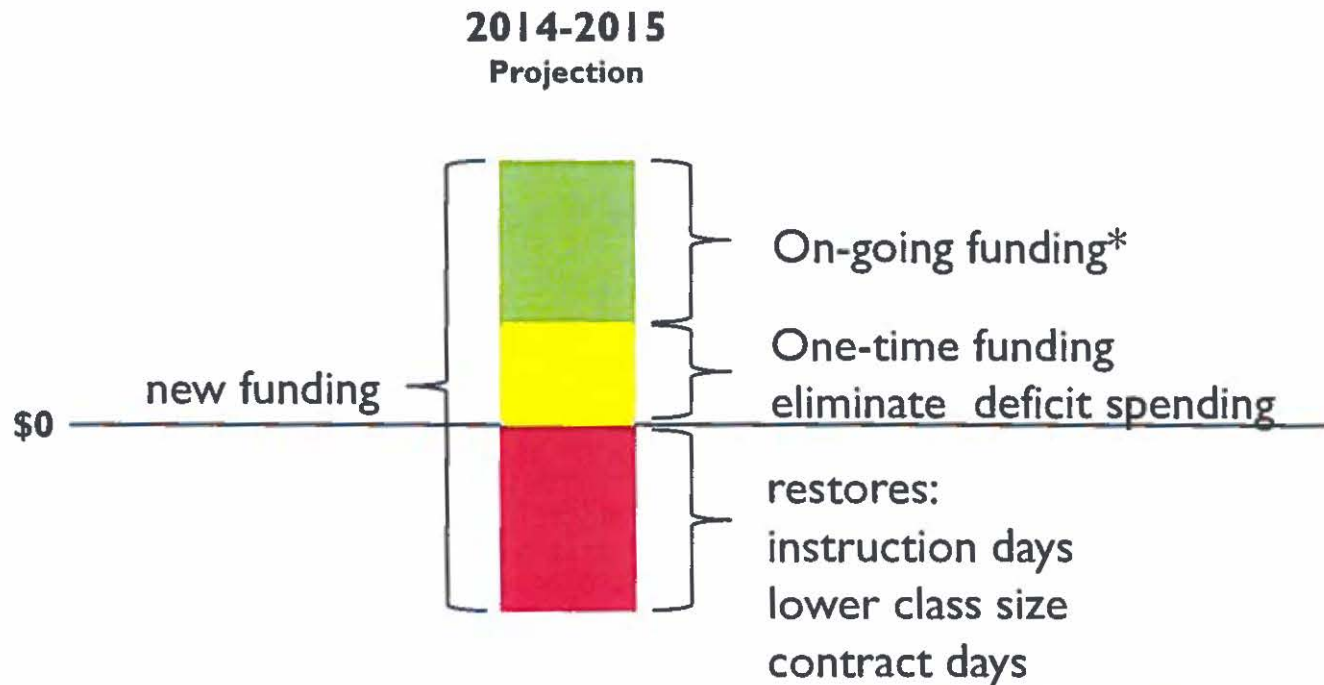 2014-2015
Projection
On-going funding*
One-time funding
eliminate deficit spending
new funding
$0
restores:
instruction days
lower class size
contract days